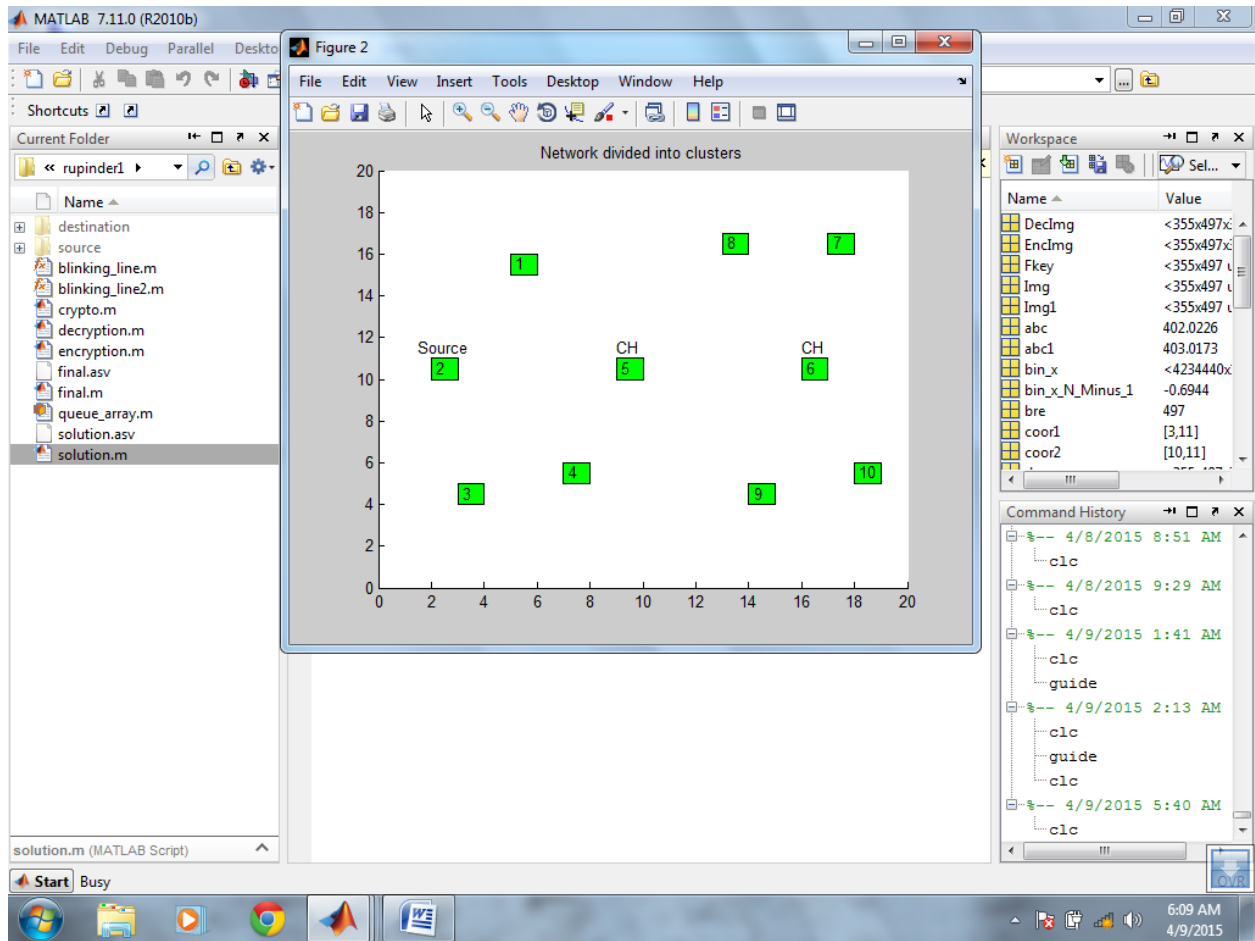 MATLAB 7.11.0 (R2010b)
File Edit Debug Parallel Deskto
Shortcuts
Current Folder
« rupinder1
Name
destination
source
blinking_line.m
blinking_line2.m
crypto.m
decryption.m
encryption.m
final.asv
final.m
queue_array.m
solution.asv
solution.m
solution.m (MATLAB Script)
Start Busy
Figure 2
File Edit View Insert Tools Desktop Window Help
Network divided into clusters
20
18
16
14
12
10
8
6
4
2
0
0 2 4 6 8 10 12 14 16 18 20
8 7
1
Source CH CH
2 5 6
4 10
3 9
Workspace
Sel...
Name Value
DecImg <355x497x
EncImg <355x497x
Fkey <355x497 u
Img <355x497 u
Img1 <355x497 u
abc 402.0226
abc1 403.0173
bin_x <4234440x
bin_x_N_Minus_1 -0.6944
bre 497
coor1 [3,11]
coor2 [10,11]
Command History
%-- 4/8/2015 8:51 AM
clc
%-- 4/8/2015 9:29 AM
clc
%-- 4/9/2015 1:41 AM
clc
guide
%-- 4/9/2015 2:13 AM
clc
guide
clc
%-- 4/9/2015 5:40 AM
clc
OVR
6:09 AM
4/9/2015